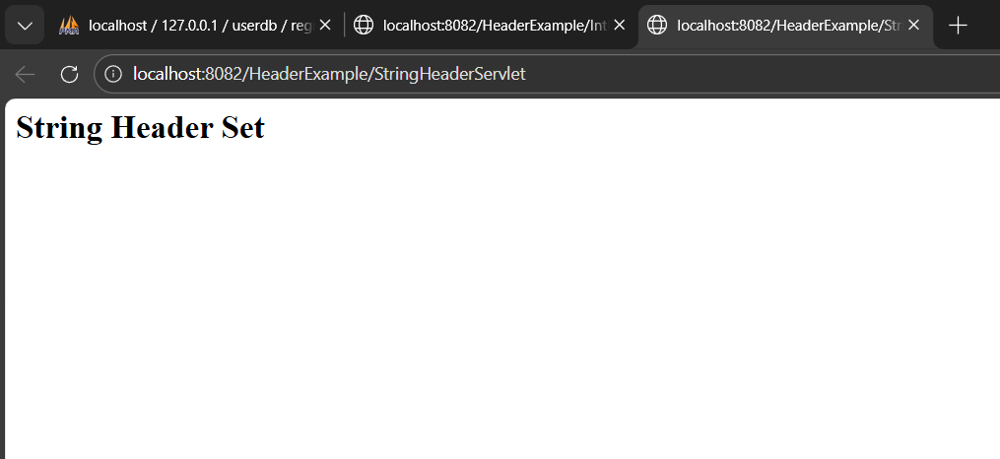 localhost / 127.0.0.1 / userdb / reg
localhost:8082/HeaderExample/Int
localhost:8082/HeaderExample/Str
localhost:8082/HeaderExample/StringHeaderServlet
String Header Set